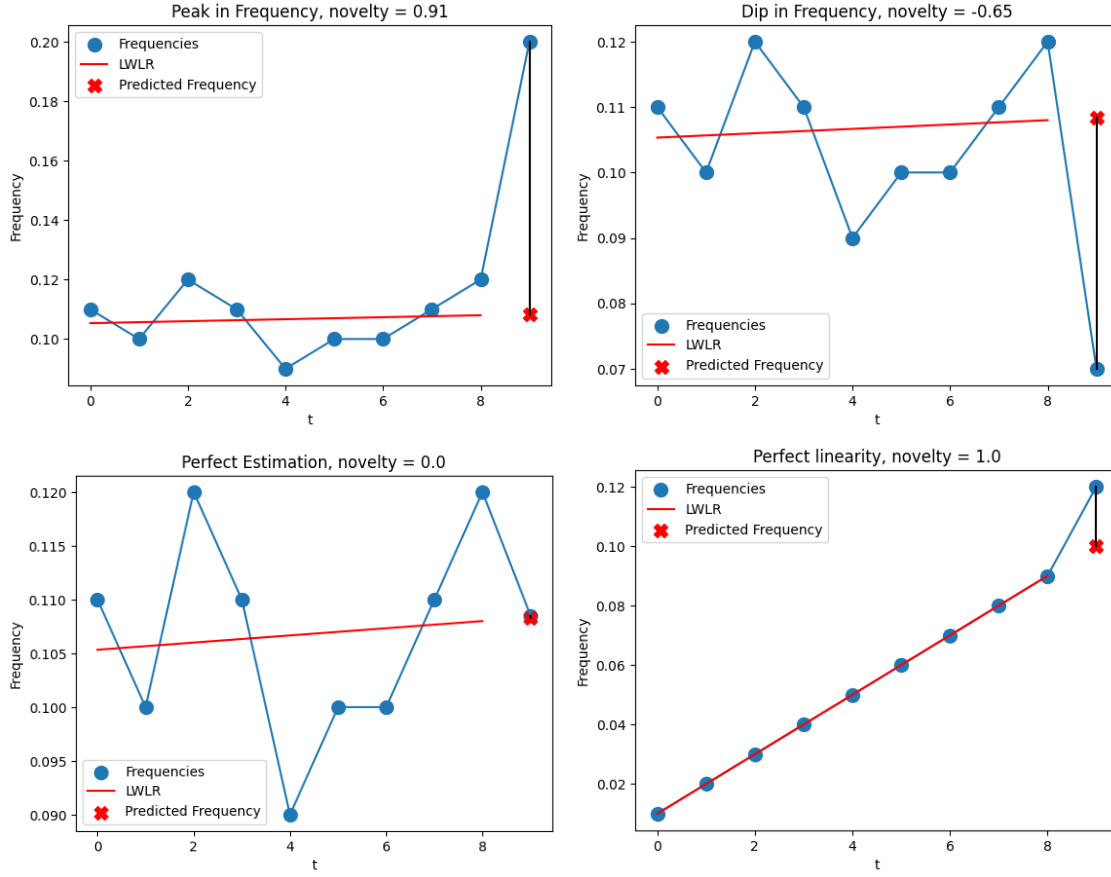 Peak in Frequency, novelty = 0.91
0.20
0.18
0.16
0.14
0.12
0.10
Frequency
Frequencies
LWLR
Predicted Frequency
0 2 4 6 8
t
Dip in Frequency, novelty = -0.65
0.12
0.11
0.10
0.09
0.08
0.07
Frequency
Frequencies
LWLR
Predicted Frequency
0 2 4 6 8
t
Perfect Estimation, novelty = 0.0
0.120
0.115
0.110
0.105
0.100
0.095
0.090
Frequency
Frequencies
LWLR
Predicted Frequency
0 2 4 6 8
t
Perfect linearity, novelty = 1.0
0.12
0.10
0.08
0.06
0.04
0.02
Frequency
Frequencies
LWLR
Predicted Frequency
0 2 4 6 8
t